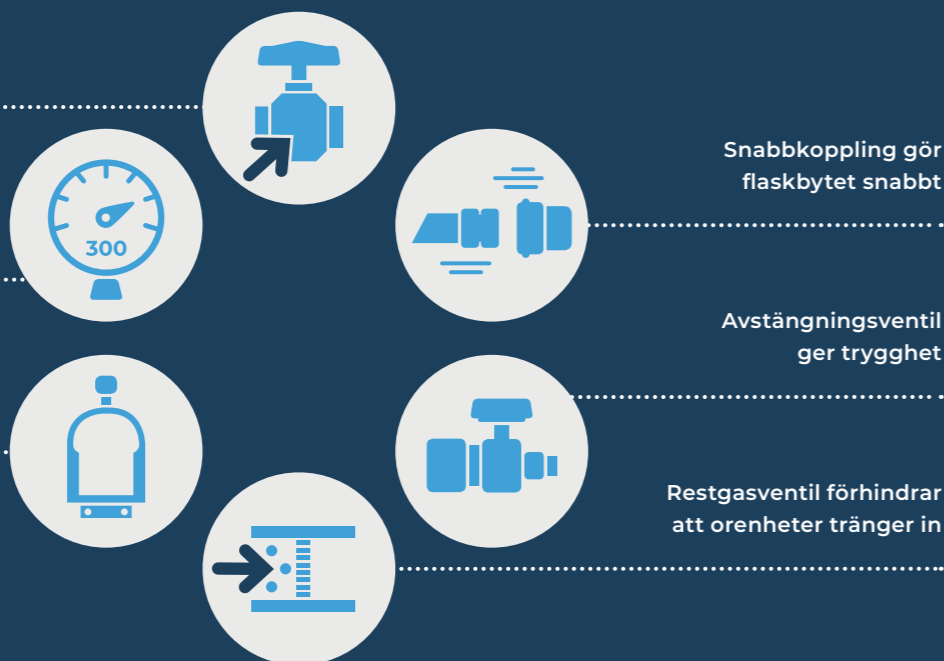 300
Snabbkoppling gör
flaskbytet snabbt
Avstängningsventil
ger trygghet
Restgasventil förhindrar
att orenheter tränger in